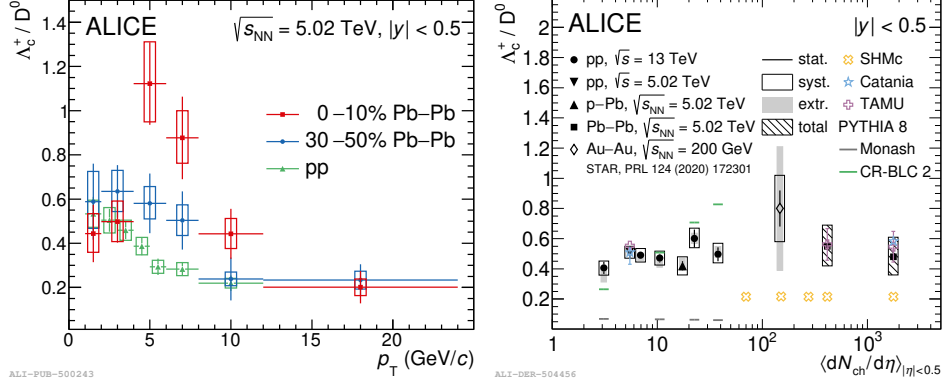 Λc+ / D0
ALICE
√sNN = 5.02 TeV, |y| < 0.5
1.4
1.2
1
0.8
0.6
0.4
0.2
0–10% Pb–Pb
30–50% Pb–Pb
pp
0
5
10
15
20
25
pT (GeV/c)
ALI-PUB-500243
Λc+ / D0
ALICE
|y| < 0.5
2
1.8
1.6
1.4
1.2
1
0.8
0.6
0.4
0.2
pp, √s = 13 TeV
pp, √s = 5.02 TeV
p–Pb, √sNN = 5.02 TeV
Pb–Pb, √sNN = 5.02 TeV
Au–Au, √sNN = 200 GeV
STAR, PRL 124 (2020) 172301
stat.
syst.
extr.
total
SHMc
Catania
TAMU
PYTHIA 8
Monash
CR-BLC 2
1
10
10²
10³
⟨dNch/dη⟩|η|<0.5
ALI-DER-504456